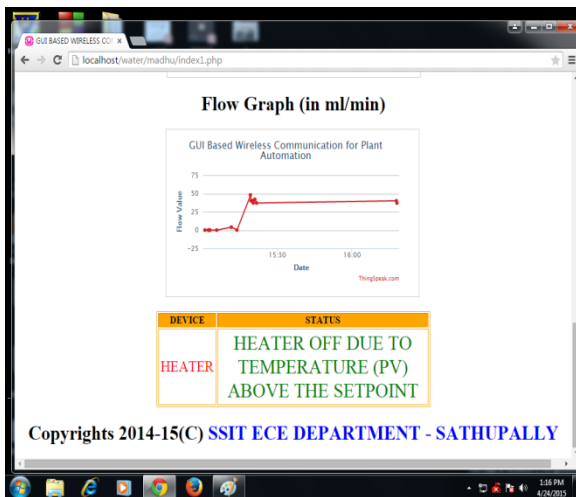 GUI BASED WIRELESS CO
localhost/water/madhu/index1.php
Flow Graph (in ml/min)
GUI Based Wireless Communication for Plant
Automation
75
50
25
0
-25
Flow Value
15:30
16:00
Date
ThingSpeak.com
DEVICE STATUS
HEATER
HEATER OFF DUE TO
TEMPERATURE (PV)
ABOVE THE SETPOINT
Copyrights 2014-15(C) SSIT ECE DEPARTMENT - SATHUPALLY
1:16 PM
4/24/2015